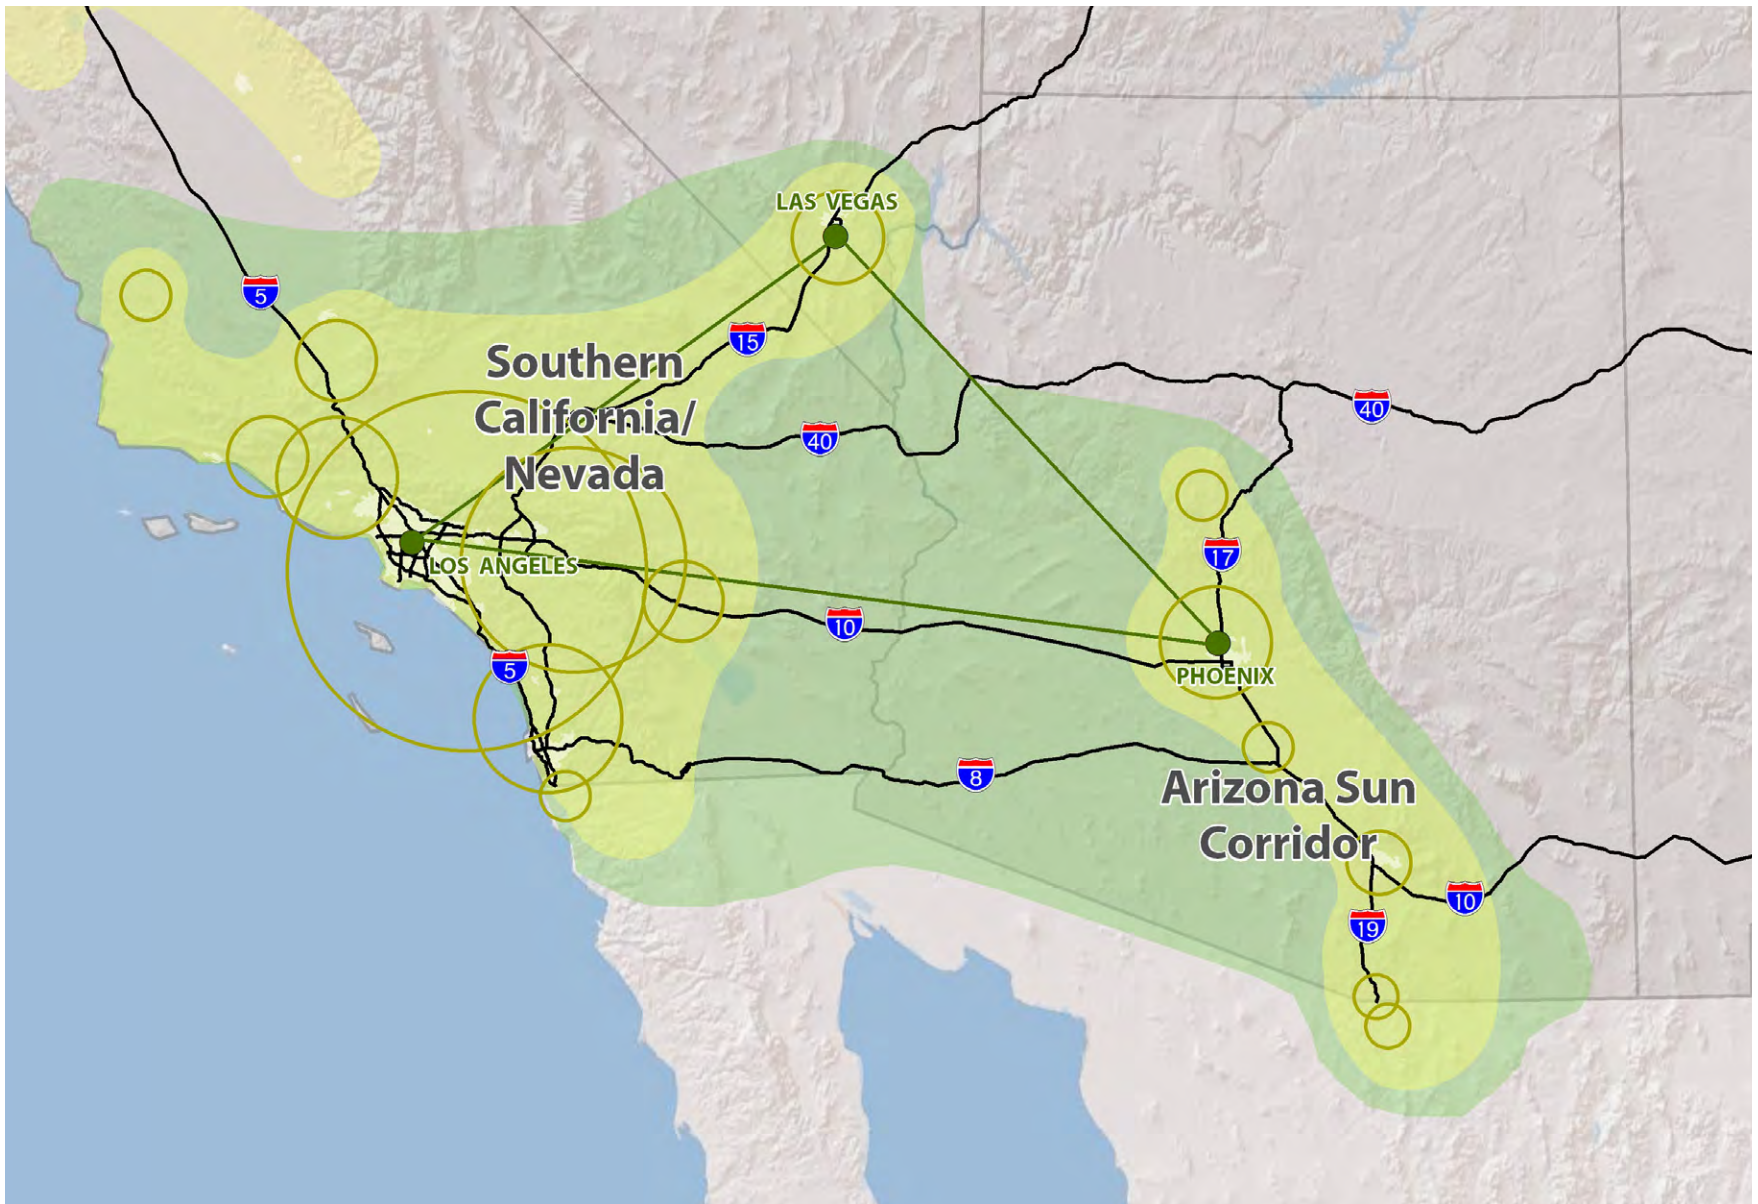 LAS VEGAS
5
15
Southern
California/
Nevada
40
40
17
LOS ANGELES
10
5
PHOENIX
8
Arizona Sun
Corridor
10
19